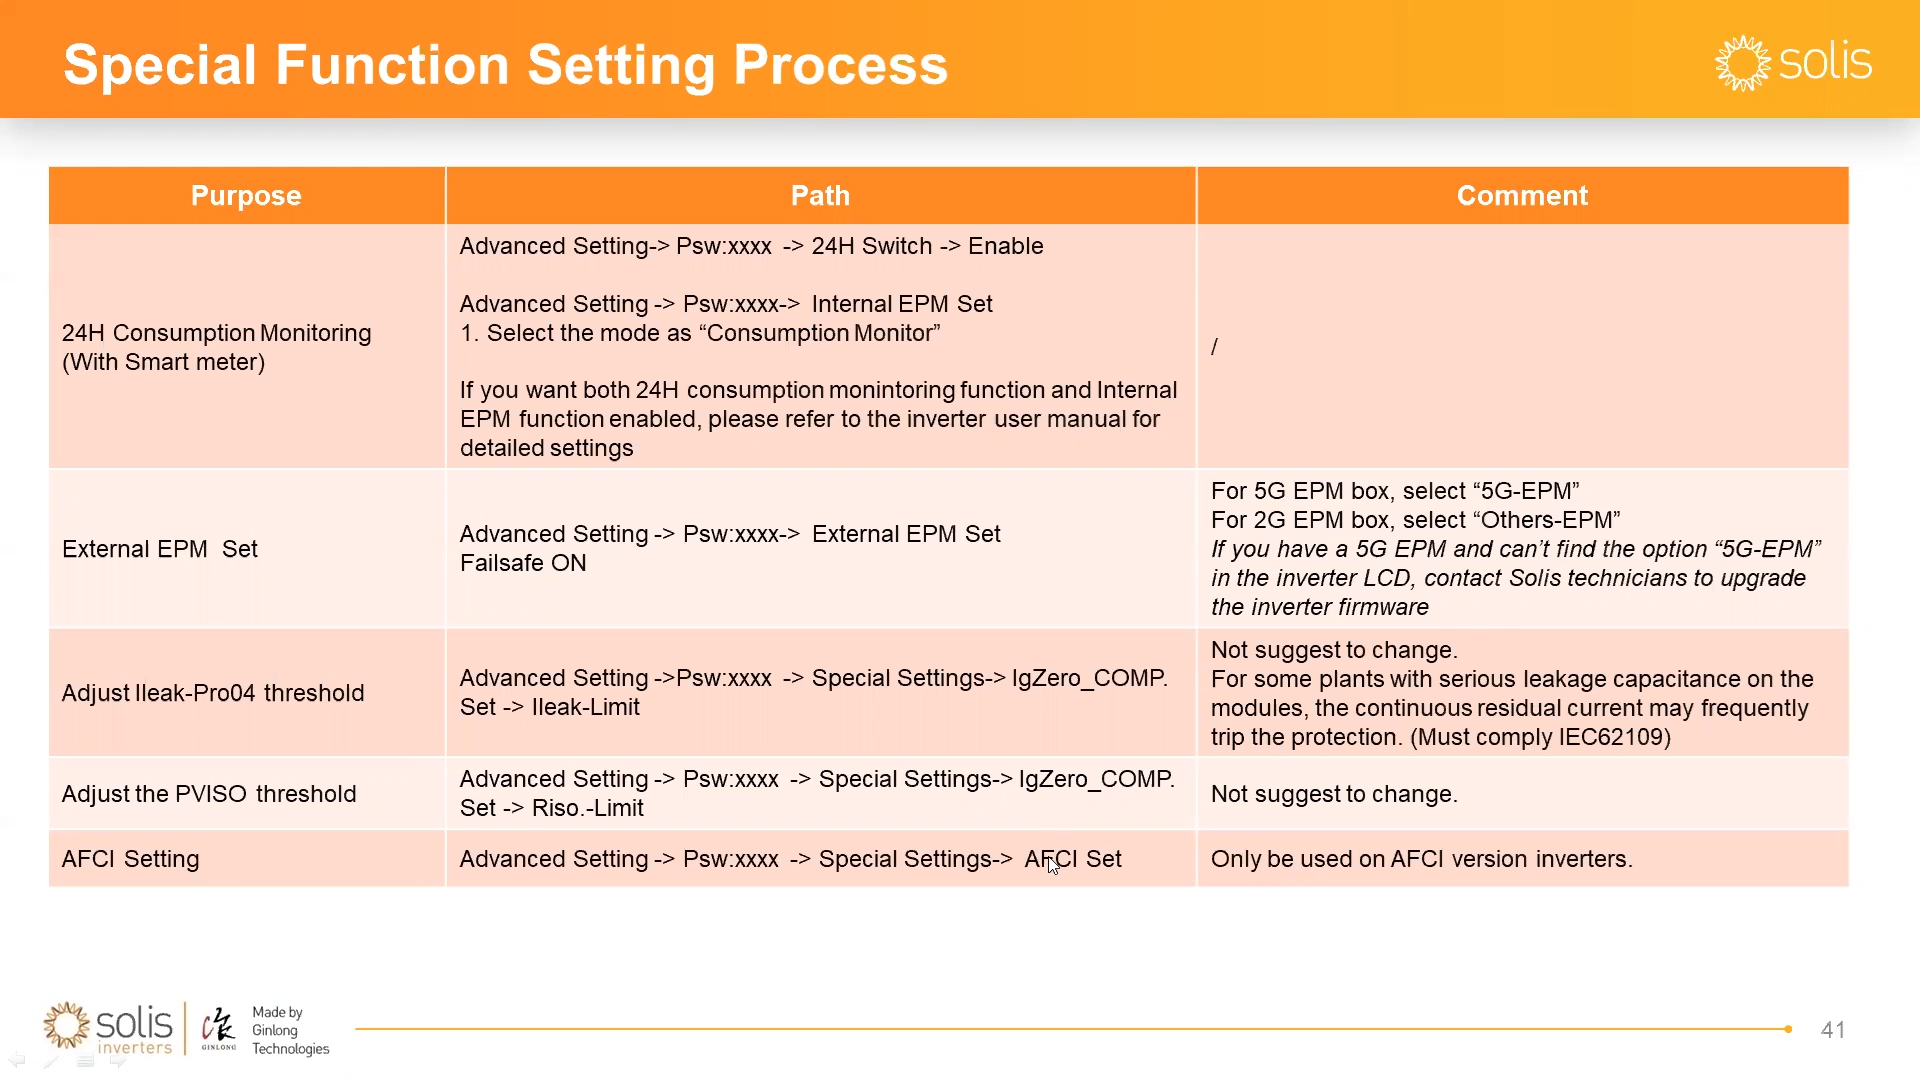 Special Function Setting Process
solis
Purpose
Path
Comment
24H Consumption Monitoring
(With Smart meter)
Advanced Setting-> Psw:xxxx -> 24H Switch -> Enable
Advanced Setting -> Psw:xxxx-> Internal EPM Set
1. Select the mode as “Consumption Monitor”
If you want both 24H consumption monintoring function and Internal
EPM function enabled, please refer to the inverter user manual for
detailed settings
/
External EPM Set
Advanced Setting -> Psw:xxxx-> External EPM Set
Failsafe ON
For 5G EPM box, select “5G-EPM”
For 2G EPM box, select “Others-EPM”
If you have a 5G EPM and can’t find the option “5G-EPM”
in the inverter LCD, contact Solis technicians to upgrade
the inverter firmware
Adjust Ileak-Pro04 threshold
Advanced Setting ->Psw:xxxx -> Special Settings-> IgZero_COMP.
Set -> Ileak-Limit
Not suggest to change.
For some plants with serious leakage capacitance on the
modules, the continuous residual current may frequently
trip the protection. (Must comply IEC62109)
Adjust the PVISO threshold
Advanced Setting -> Psw:xxxx -> Special Settings-> IgZero_COMP.
Set -> Riso.-Limit
Not suggest to change.
AFCI Setting
Advanced Setting -> Psw:xxxx -> Special Settings-> AFCI Set
Only be used on AFCI version inverters.
solis
inverters
GINLONG
Made by
Ginlong
Technologies
41